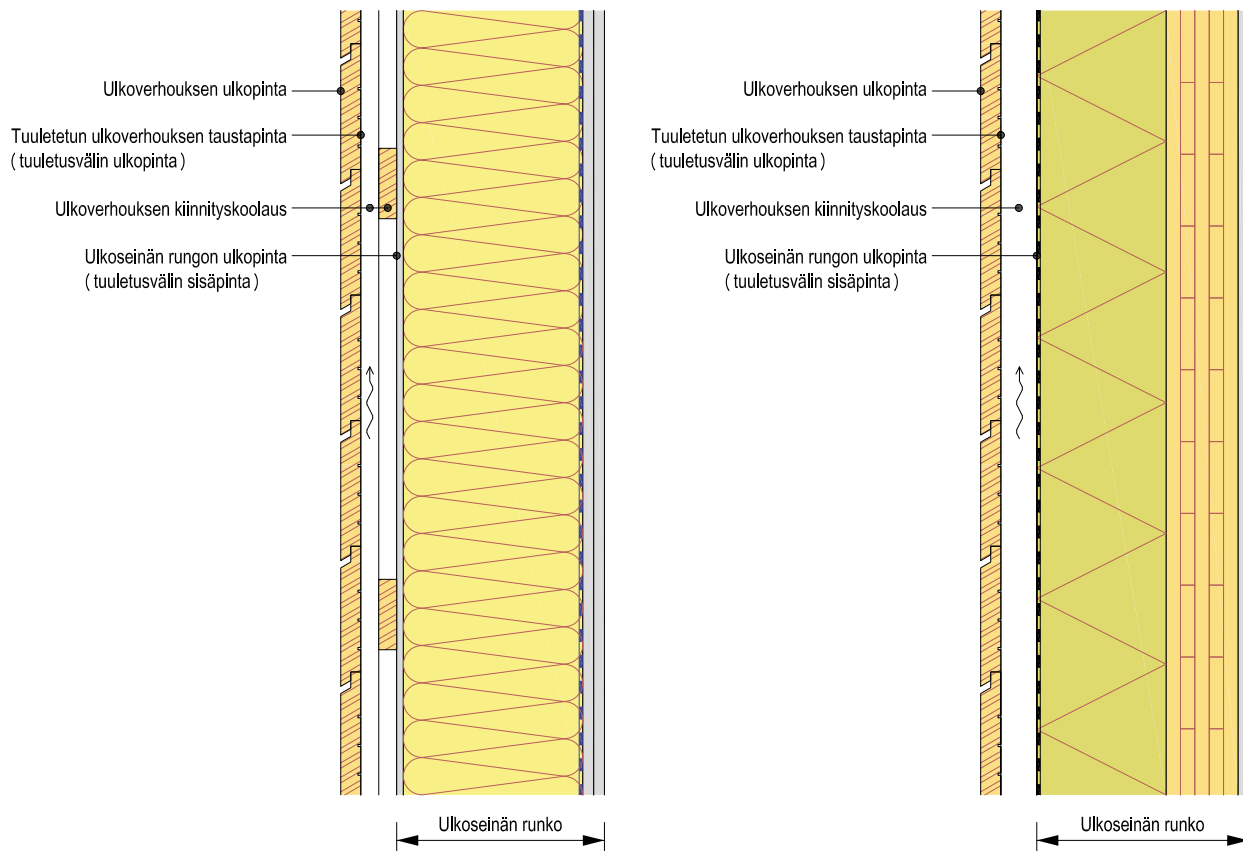 Ulkoverhouksen ulkopinta
Tuuletetun ulkoverhouksen taustapinta
( tuuletusvälin ulkopinta )
Ulkoverhouksen kiinnityskoolaus
Ulkoseinän rungon ulkopinta
( tuuletusvälin sisäpinta )
Ulkoseinän runko
Ulkoverhouksen ulkopinta
Tuuletetun ulkoverhouksen taustapinta
( tuuletusvälin ulkopinta )
Ulkoverhouksen kiinnityskoolaus
Ulkoseinän rungon ulkopinta
( tuuletusvälin sisäpinta )
Ulkoseinän runko